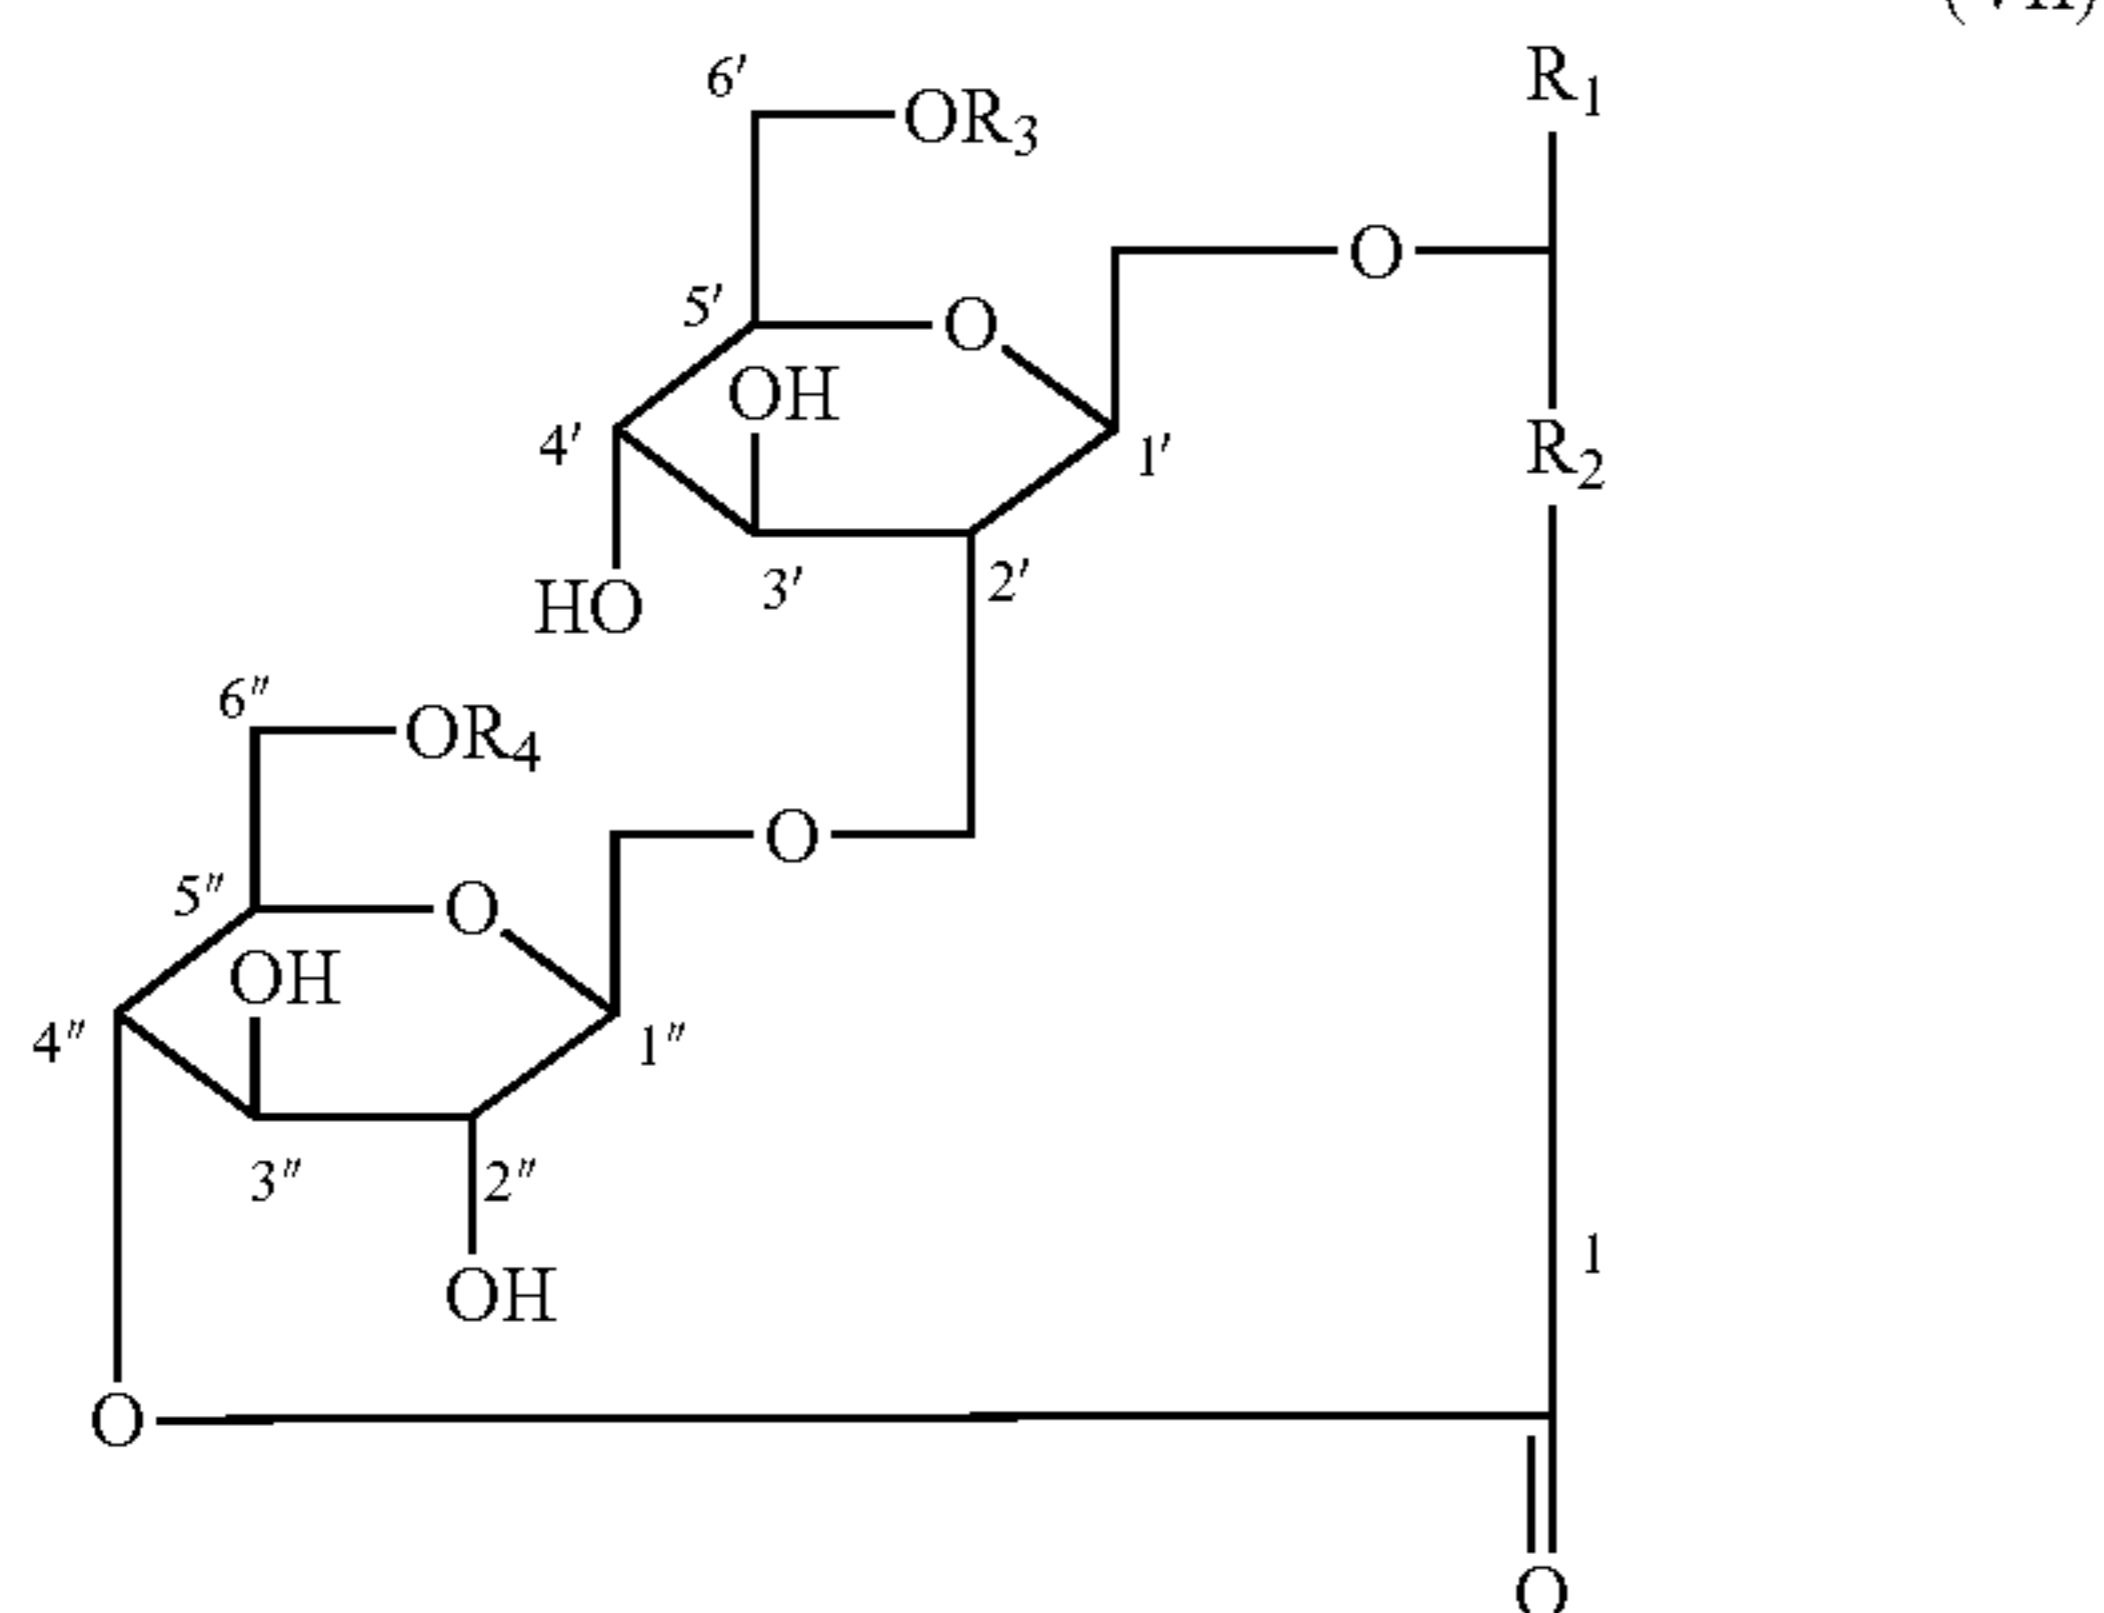 (VII)
R₁
6′
OR₃
O
5′
O
OH
4′
1′
R₂
3′
2′
HO
6″
OR₄
O
5″
O
OH
4″
1″
3″
2″
1
OH
O
O